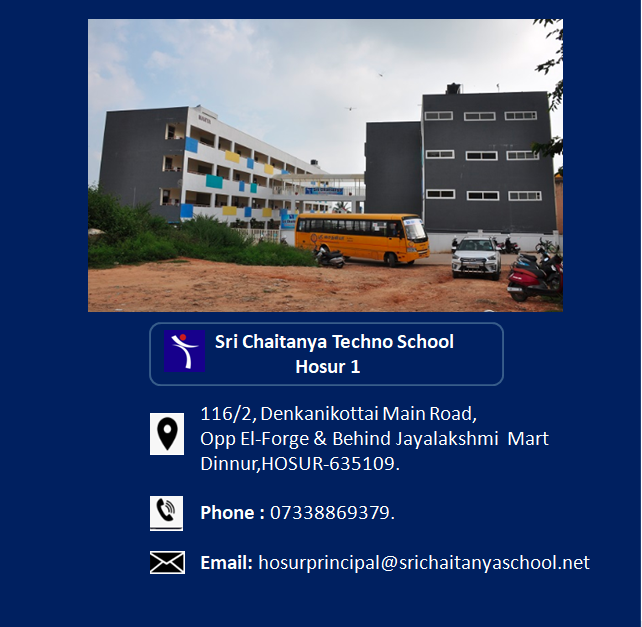 Sri Chaitanya Techno School
Hosur 1
116/2, Denkanikottai Main Road,
Opp El-Forge & Behind Jayalakshmi  Mart
Dinnur,HOSUR-635109.
Phone : 07338869379.
Email: hosurprincipal@srichaitanyaschool.net